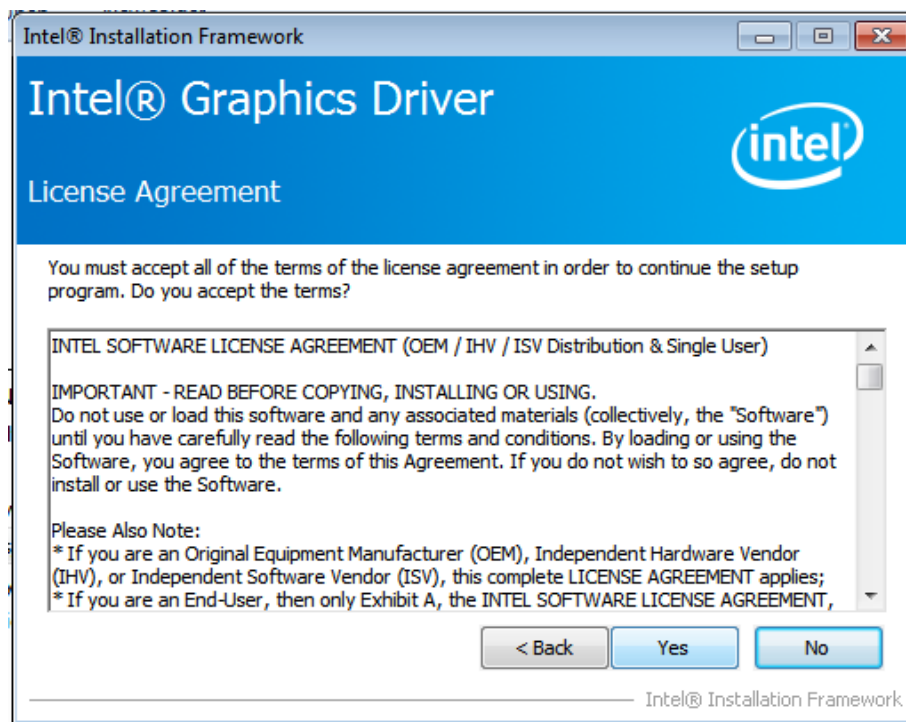 Intel® Installation Framework
Intel® Graphics Driver
intel®
License Agreement
You must accept all of the terms of the license agreement in order to continue the setup
program. Do you accept the terms?
INTEL SOFTWARE LICENSE AGREEMENT (OEM / IHV / ISV Distribution & Single User)
IMPORTANT - READ BEFORE COPYING, INSTALLING OR USING.
Do not use or load this software and any associated materials (collectively, the "Software")
until you have carefully read the following terms and conditions. By loading or using the
Software, you agree to the terms of this Agreement. If you do not wish to so agree, do not
install or use the Software.
Please Also Note:
* If you are an Original Equipment Manufacturer (OEM), Independent Hardware Vendor
(IHV), or Independent Software Vendor (ISV), this complete LICENSE AGREEMENT applies;
* If you are an End-User, then only Exhibit A, the INTEL SOFTWARE LICENSE AGREEMENT,
< Back
Yes
No
Intel® Installation Framework